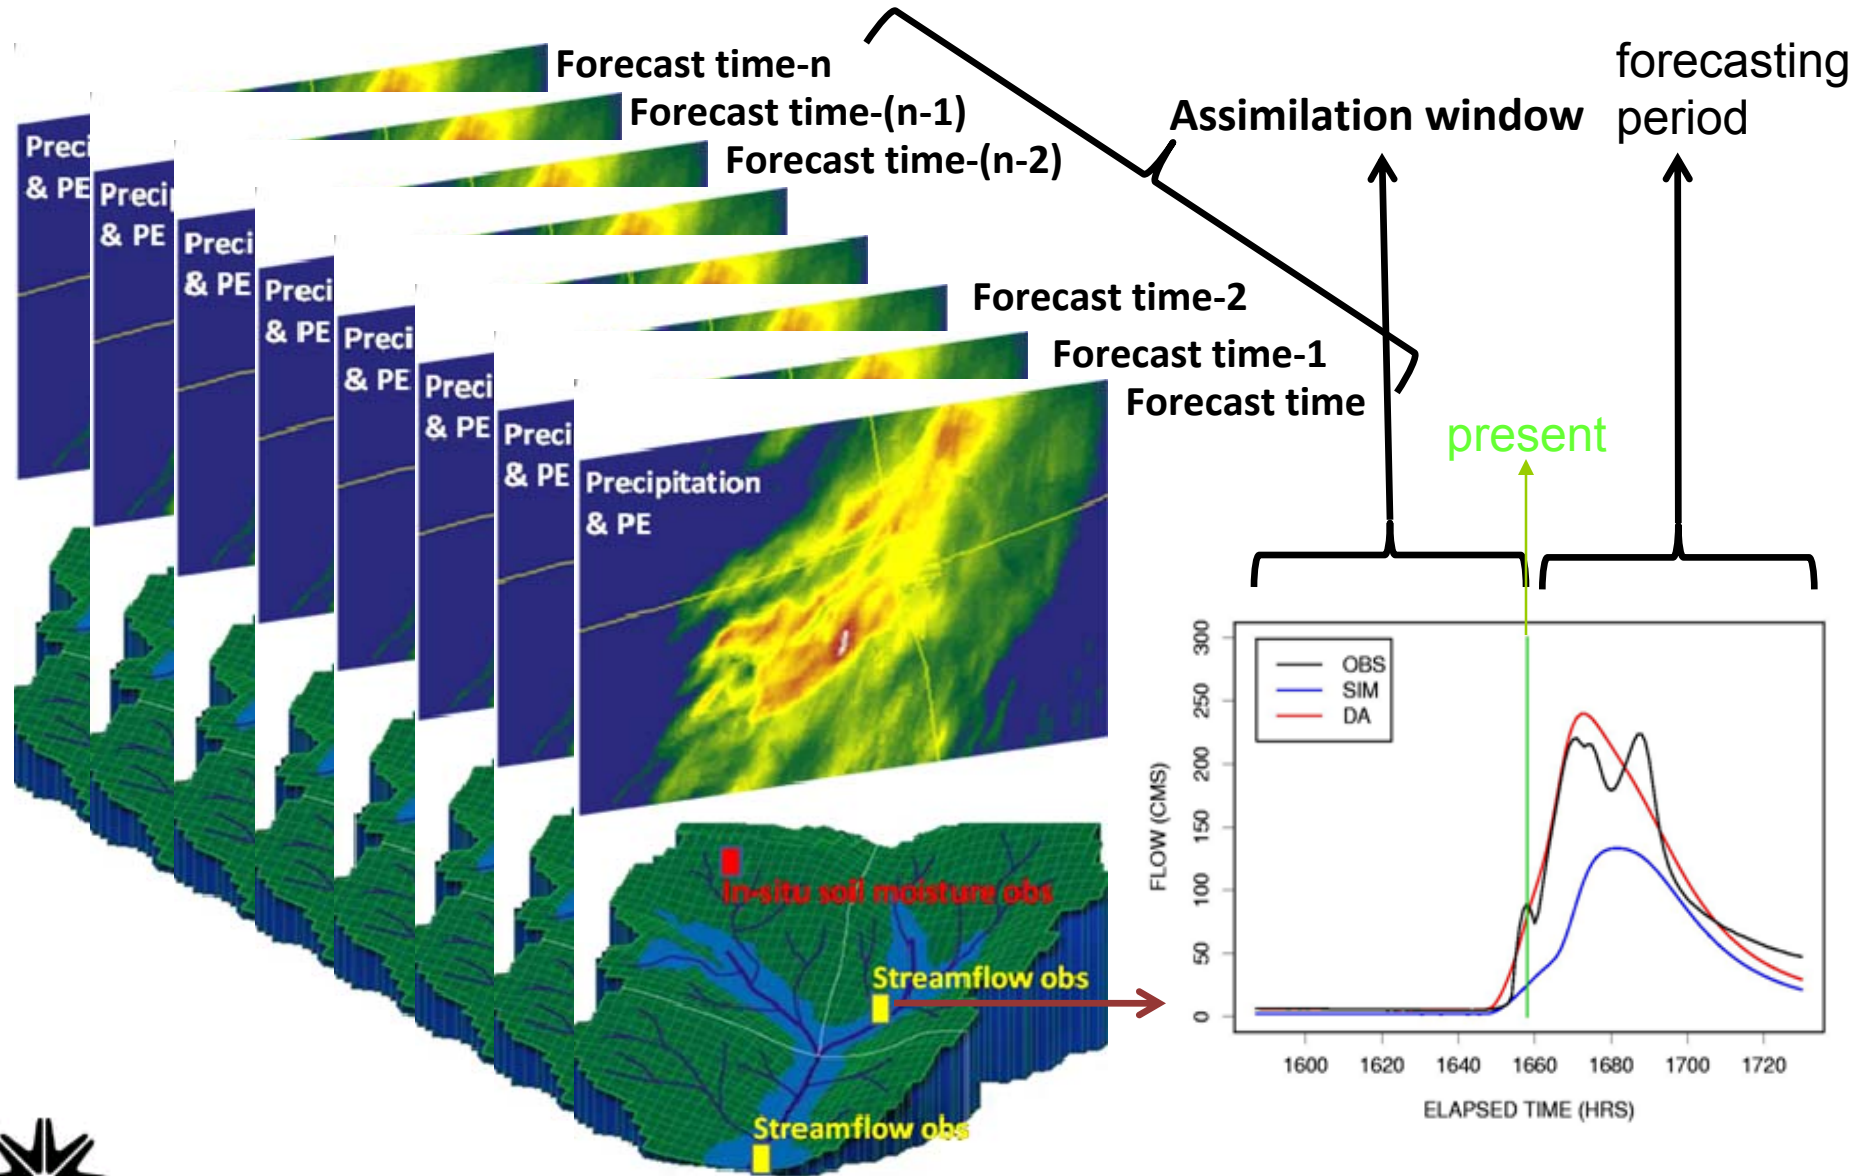 Forecast time-n
Forecast time-(n-1)
Forecast time-(n-2)
Forecast time-2
Forecast time-1
Forecast time
Assimilation window
forecasting
period
present
Preci
& PE
Precip
& PE
Preci
& PE
Preci
& PE
Preci
& PE
Preci
& PE
Preci
& PE
Precipitation
& PE
In-situ soil moisture obs
Streamflow obs
Streamflow obs
OBS
SIM
DA
FLOW (CMS)
300
250
200
150
100
50
0
1600 1620 1640 1660 1680 1700 1720
ELAPSED TIME (HRS)